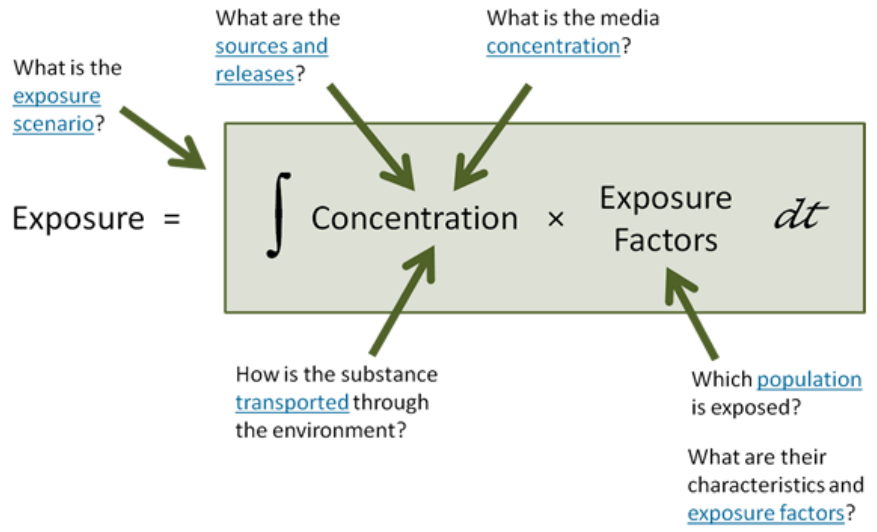 What are the
sources and
releases?
What is the media
concentration?
What is the
exposure
scenario?
Exposure = ∫ Concentration × Exposure Factors dt
How is the substance
transported through
the environment?
Which population
is exposed?
What are their
characteristics and
exposure factors?